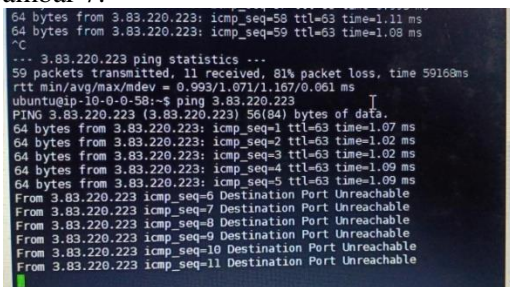 64 bytes from 3.83.220.223: icmp_seq=58 ttl=63 time=1.11 ms
64 bytes from 3.83.220.223: icmp_seq=59 ttl=63 time=1.08 ms
^C
--- 3.83.220.223 ping statistics ---
59 packets transmitted, 11 received, 81% packet loss, time 59168ms
rtt min/avg/max/mdev = 0.993/1.071/1.167/0.061 ms
ubuntu@ip-10-0-0-58:~$ ping 3.83.220.223
PING 3.83.220.223 (3.83.220.223) 56(84) bytes of data.
64 bytes from 3.83.220.223: icmp_seq=1 ttl=63 time=1.07 ms
64 bytes from 3.83.220.223: icmp_seq=2 ttl=63 time=1.02 ms
64 bytes from 3.83.220.223: icmp_seq=3 ttl=63 time=1.02 ms
64 bytes from 3.83.220.223: icmp_seq=4 ttl=63 time=1.09 ms
64 bytes from 3.83.220.223: icmp_seq=5 ttl=63 time=1.09 ms
From 3.83.220.223 icmp_seq=6 Destination Port Unreachable
From 3.83.220.223 icmp_seq=7 Destination Port Unreachable
From 3.83.220.223 icmp_seq=8 Destination Port Unreachable
From 3.83.220.223 icmp_seq=9 Destination Port Unreachable
From 3.83.220.223 icmp_seq=10 Destination Port Unreachable
From 3.83.220.223 icmp_seq=11 Destination Port Unreachable